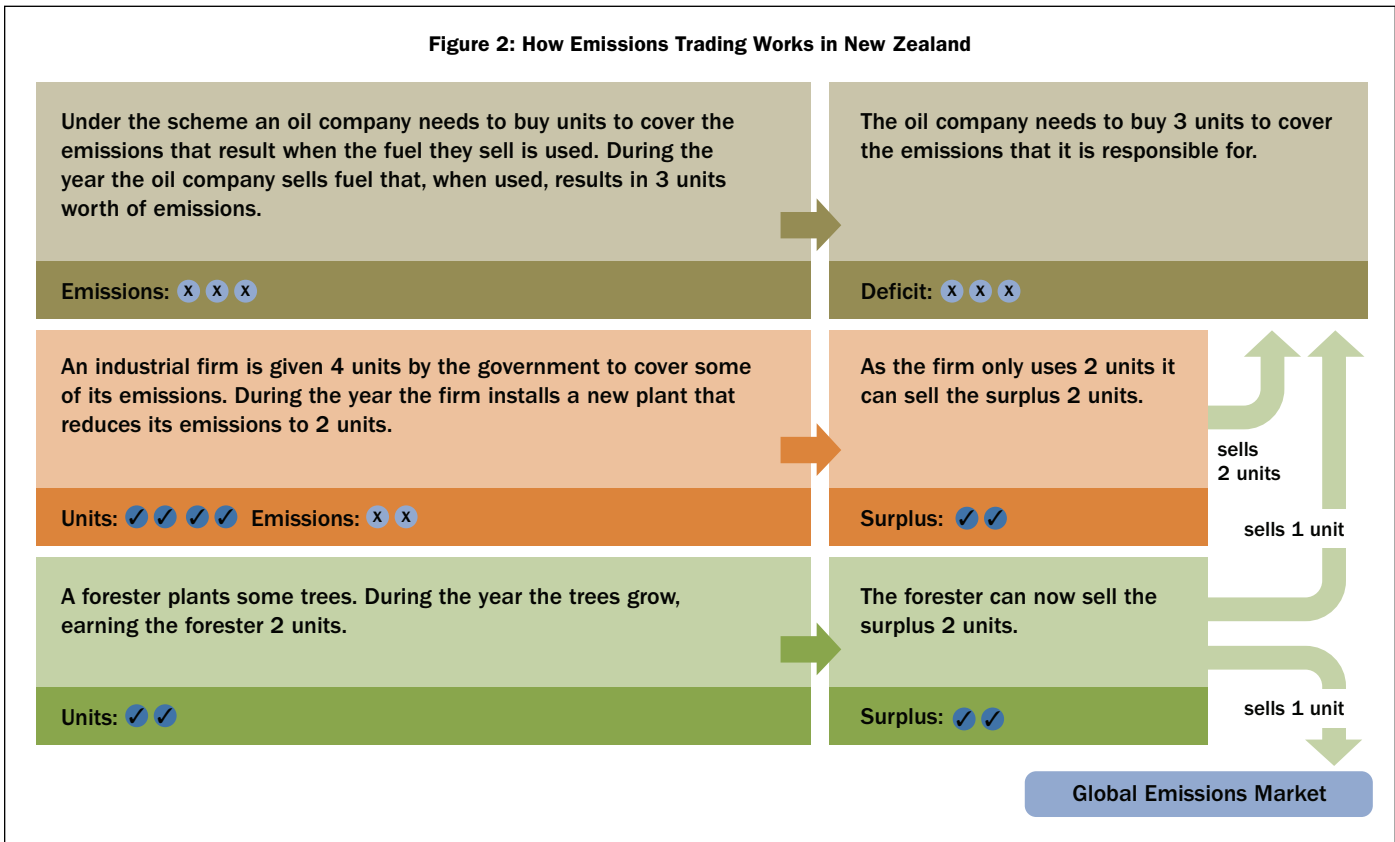 Figure 2: How Emissions Trading Works in New Zealand
Under the scheme an oil company needs to buy units to cover the
emissions that result when the fuel they sell is used. During the
year the oil company sells fuel that, when used, results in 3 units
worth of emissions.
Emissions: X X X
The oil company needs to buy 3 units to cover
the emissions that it is responsible for.
Deficit: X X X
An industrial firm is given 4 units by the government to cover some
of its emissions. During the year the firm installs a new plant that
reduces its emissions to 2 units.
Units: ✓ ✓ ✓ ✓ Emissions: X X
As the firm only uses 2 units it
can sell the surplus 2 units.
Surplus: ✓ ✓
sells
2 units
sells 1 unit
A forester plants some trees. During the year the trees grow,
earning the forester 2 units.
Units: ✓ ✓
The forester can now sell the
surplus 2 units.
Surplus: ✓ ✓
sells 1 unit
Global Emissions Market